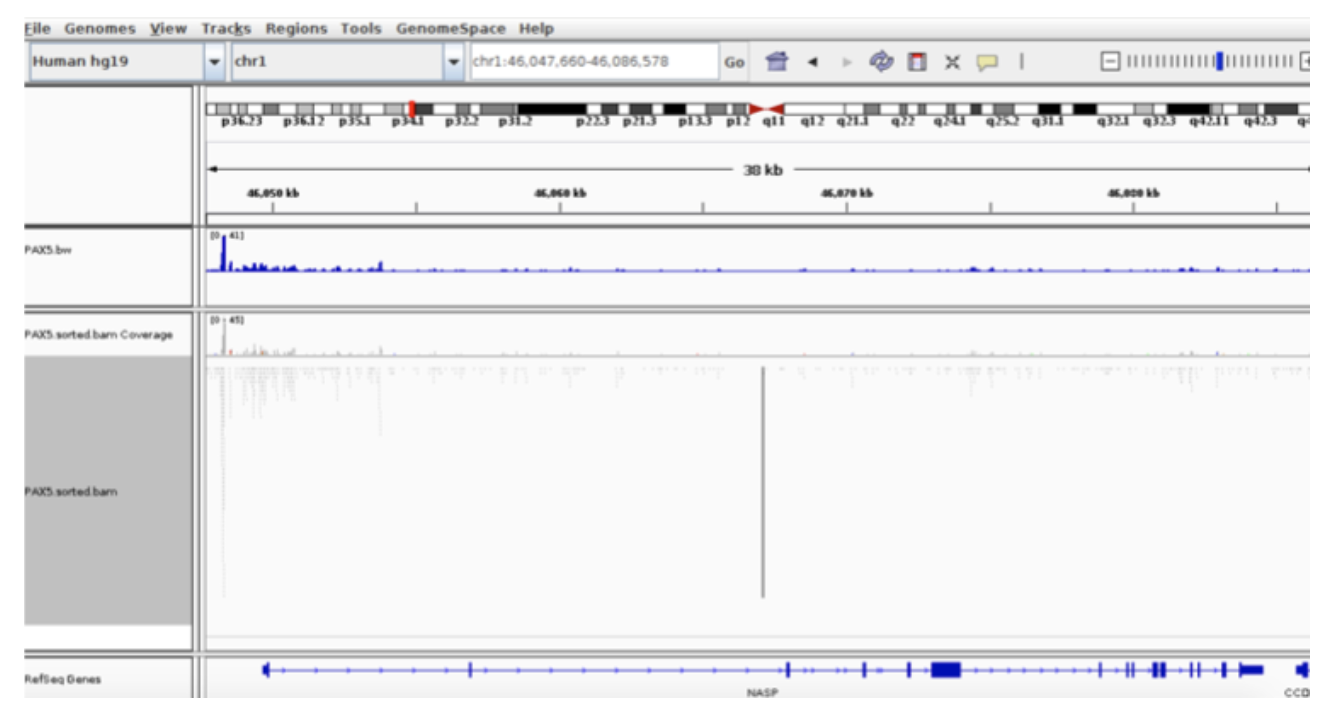 File Genomes View Tracks Regions Tools GenomeSpace Help
Human hg19 chr1 chr1:46,047,660-46,086,578 Go
p36.23 p36.12 p35.1 p34.1 p32.2 p31.2 p22.3 p21.3 p13.3 p12 q11 q12 q21.1 q22 q24.1 q25.2 q31.1 q32.1 q32.3 q42.11 q42.3
38 kb
46,050 kb 46,060 kb 46,070 kb 46,080 kb
PAX5.bw [0 - 41]
PAX5.sorted.bam Coverage [0 - 45]
PAX5.sorted.bam
RefSeq Genes
NASP CCD